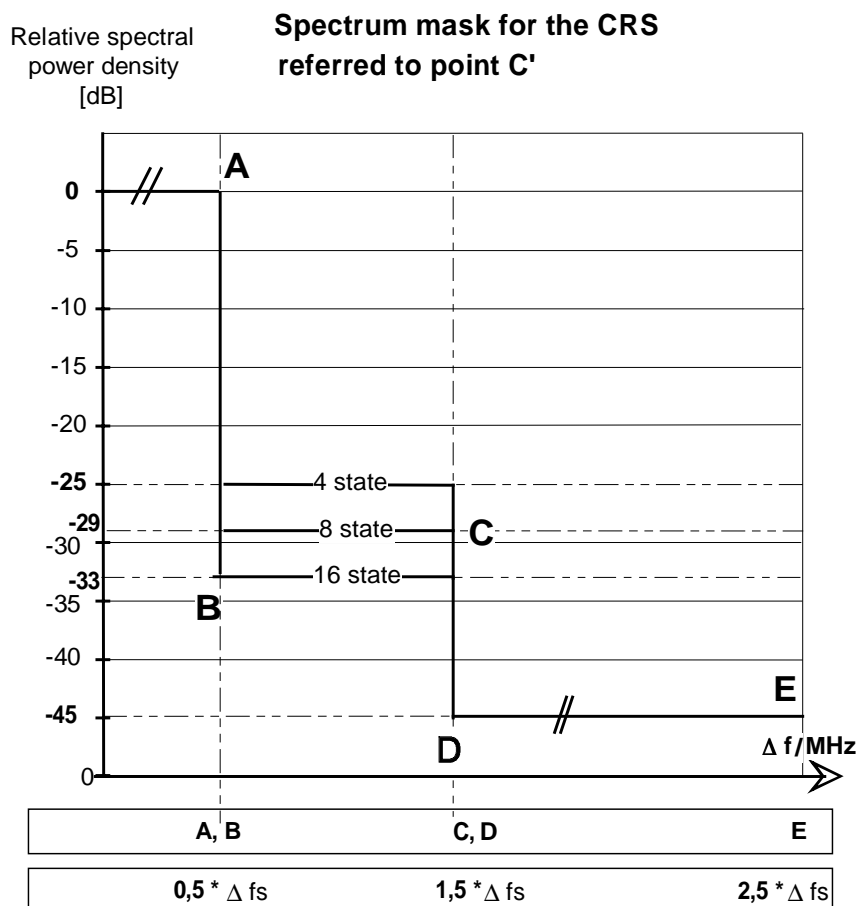 Relative spectral
power density
[dB]
Spectrum mask for the CRS
referred to point C'
A
0
-5
-10
-15
-20
-25
4 state
-29
8 state
C
-30
-33
16 state
-35
B
-40
E
-45
D
Δ f/MHz
0
A, B C, D E
0,5 * Δ fs 1,5 * Δ fs 2,5 * Δ fs